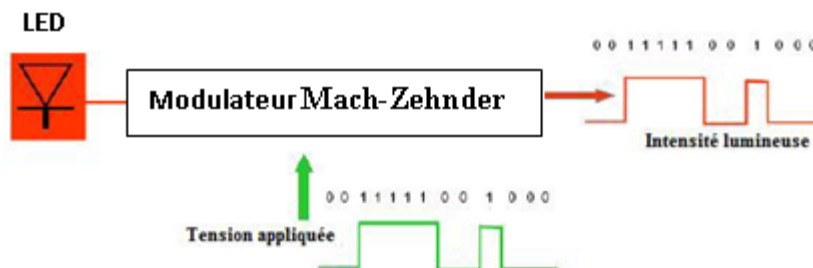 LED
0 0 1 1 1 1 1 0 0 1 0 0 0
Modulateur Mach-Zehnder
Intensité lumineuse
0 0 1 1 1 1 1 0 0 1 0 0 0
Tension appliquée